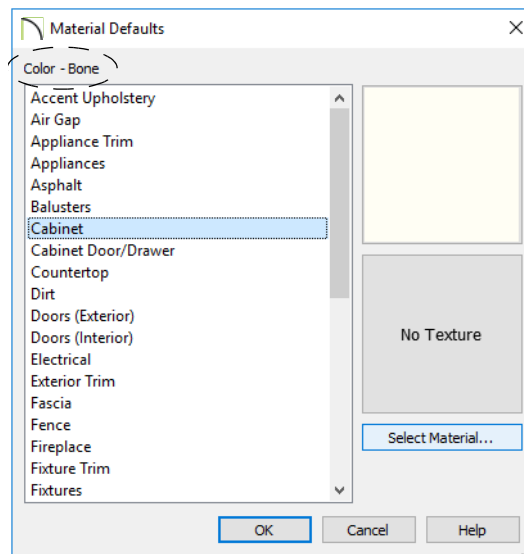 Material Defaults
Color - Bone
Accent Upholstery
Air Gap
Appliance Trim
Appliances
Asphalt
Balusters
Cabinet
Cabinet Door/Drawer
Countertop
Dirt
Doors (Exterior)
Doors (Interior)
Electrical
Exterior Trim
Fascia
Fence
Fireplace
Fixture Trim
Fixtures
No Texture
Select Material...
OK
Cancel
Help